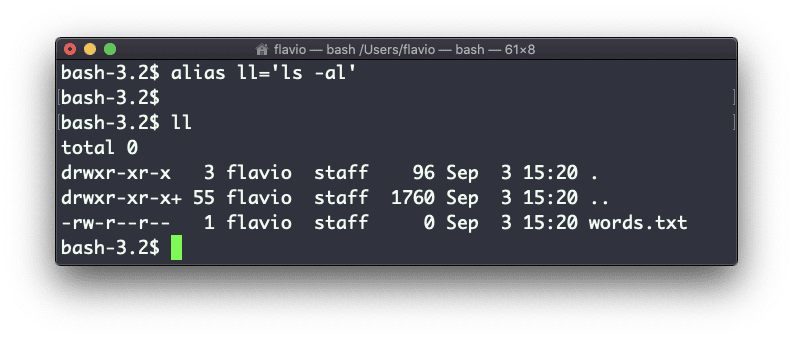 flavio — bash /Users/flavio — bash — 61×8
bash-3.2$ alias ll='ls -al'
bash-3.2$
bash-3.2$ ll
total 0
drwxr-xr-x   3 flavio  staff    96 Sep  3 15:20 .
drwxr-xr-x+ 55 flavio  staff  1760 Sep  3 15:20 ..
-rw-r--r--   1 flavio  staff     0 Sep  3 15:20 words.txt
bash-3.2$